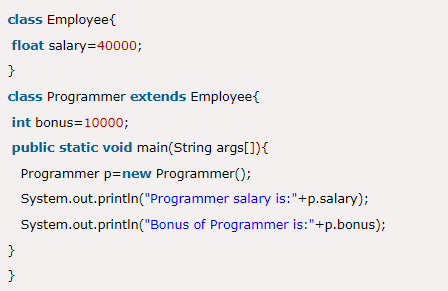 class Employee{
float salary=40000;
}
class Programmer extends Employee{
int bonus=10000;
public static void main(String args[]){
Programmer p=new Programmer();
System.out.println("Programmer salary is:"+p.salary);
System.out.println("Bonus of Programmer is:"+p.bonus);
}
}